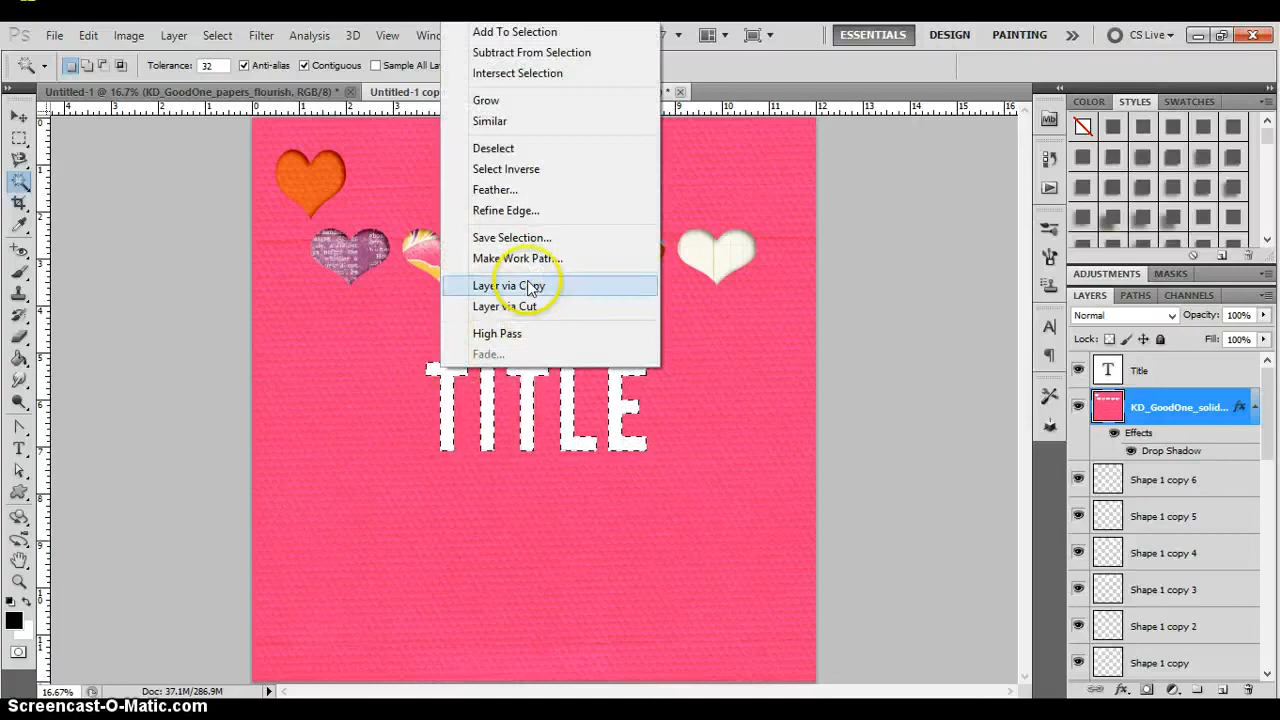 Ps File Edit Image Layer Select Filter Analysis 3D View ESSENTIALS DESIGN PAINTING CS Live
Tolerance: 32 Anti-alias Contiguous
Untitled-1 @ 16.7% (KD_GoodOne_papers_flourish, RGB/8) *
Untitled-1 cop
Add To Selection
Subtract From Selection
Intersect Selection
Grow
Similar
Deselect
Select Inverse
Feather...
Refine Edge...
Save Selection...
Make Work Path...
Layer via Copy
Layer via Cut
High Pass
Fade...
TITLE
COLOR STYLES SWATCHES
ADJUSTMENTS MASKS
LAYERS PATHS CHANNELS
Normal Opacity: 100%
Lock: Fill: 100%
T Title
KD_GoodOne_solid... fx
Effects
Drop Shadow
Shape 1 copy 6
Shape 1 copy 5
Shape 1 copy 4
Shape 1 copy 3
Shape 1 copy 2
Shape 1 copy
16.67% Doc: 37.1M/286.9M
Screencast-O-Matic.com